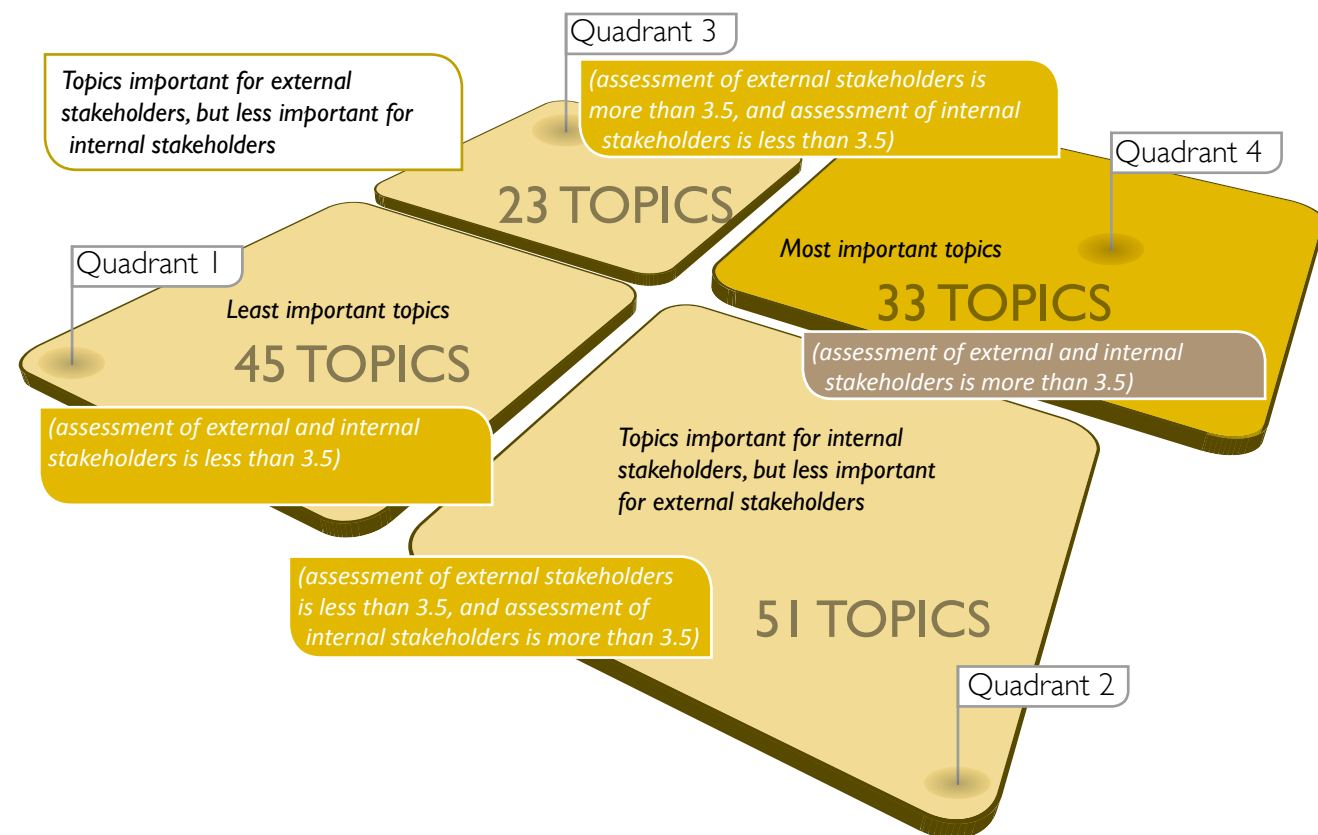 Quadrant 3
Topics important for external
stakeholders, but less important for
internal stakeholders
(assessment of external stakeholders is
more than 3.5, and assessment of internal
stakeholders is less than 3.5)
23 TOPICS
Quadrant 4
Most important topics
33 TOPICS
(assessment of external and internal
stakeholders is more than 3.5)
Quadrant 1
Least important topics
45 TOPICS
(assessment of external and internal
stakeholders is less than 3.5)
Topics important for internal
stakeholders, but less important
for external stakeholders
(assessment of external stakeholders
is less than 3.5, and assessment of
internal stakeholders is more than 3.5)
51 TOPICS
Quadrant 2